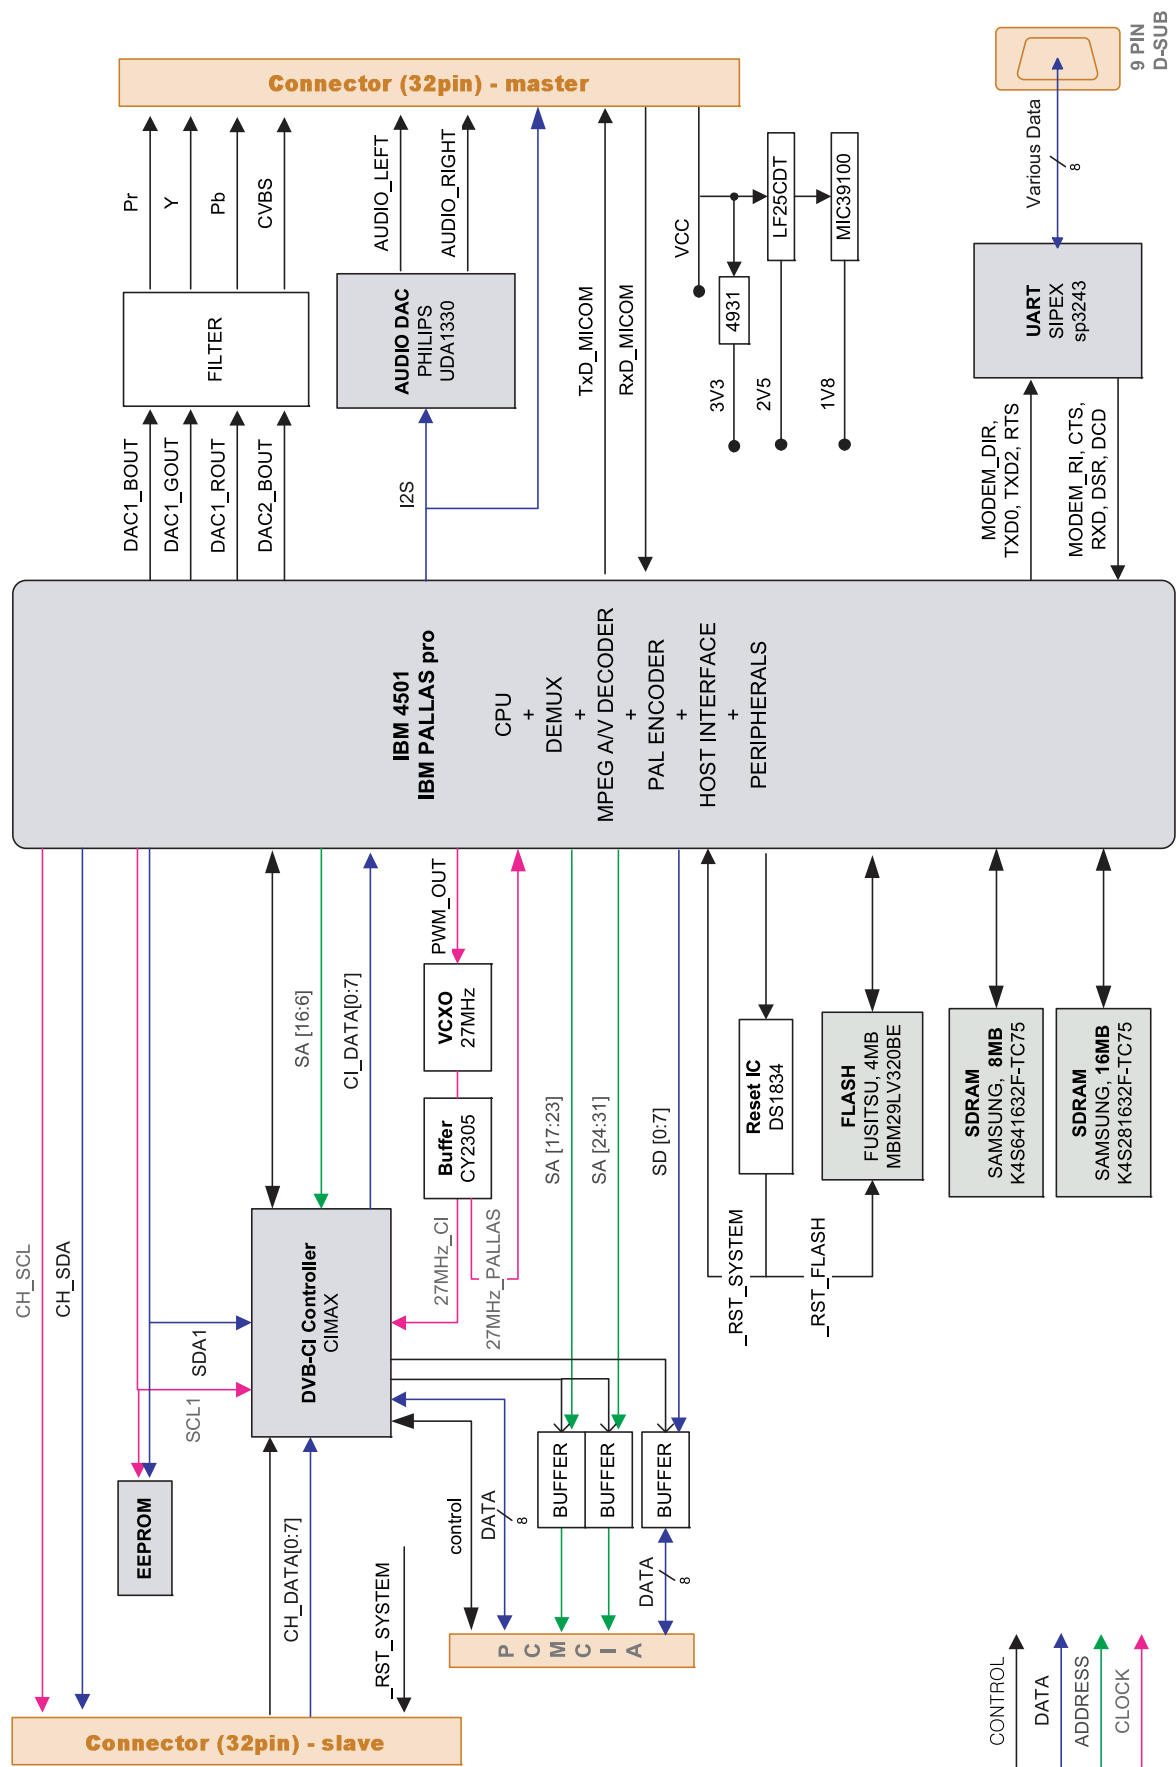 9 PIN
D-SUB
Connector (32pin) - master
Various Data
8
Pr
Y
Pb
CVBS
AUDIO_LEFT
AUDIO_RIGHT
VCC
LF25CDT
MIC39100
4931
FILTER
AUDIO DAC
PHILIPS
UDA1330
TxD_MICOM
RxD_MICOM
3V3
2V5
1V8
UART
SIPEX
sp3243
DAC1_BOUT
DAC1_GOUT
DAC1_ROUT
DAC2_BOUT
I2S
MODEM_DIR,
TXD0, TXD2, RTS
MODEM_RI, CTS,
RXD, DSR, DCD
IBM 4501
IBM PALLAS pro
CPU
+
DEMUX
+
MPEG A/V DECODER
+
PAL ENCODER
+
HOST INTERFACE
+
PERIPHERALS
PWM_OUT
SA [16:6]
CI_DATA[0:7]
VCXO
27MHz
Buffer
CY2305
SA [17:23]
SA [24:31]
SD [0:7]
Reset IC
DS1834
FLASH
FUSITSU, 4MB
MBM29LV320BE
SDRAM
SAMSUNG, 8MB
K4S641632F-TC75
SDRAM
SAMSUNG, 16MB
K4S281632F-TC75
CH_SCL
CH_SDA
SDA1
SCL1
DVB-CI Controller
CIMAX
27MHz_CI
27MHz_PALLAS
_RST_SYSTEM
_RST_FLASH
EEPROM
CH_DATA[0:7]
control
DATA
8
BUFFER
BUFFER
BUFFER
DATA
8
_RST_SYSTEM
PCMCIA
Connector (32pin) - slave
CONTROL
DATA
ADDRESS
CLOCK